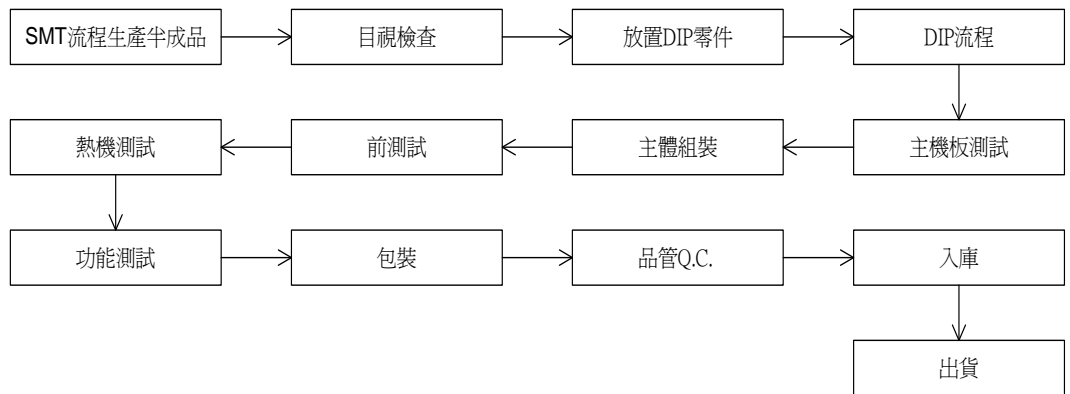 SMT流程生產半成品
目視檢查
放置DIP零件
DIP流程
主機板測試
主體組裝
前測試
熱機測試
功能測試
包裝
品管Q.C.
入庫
出貨